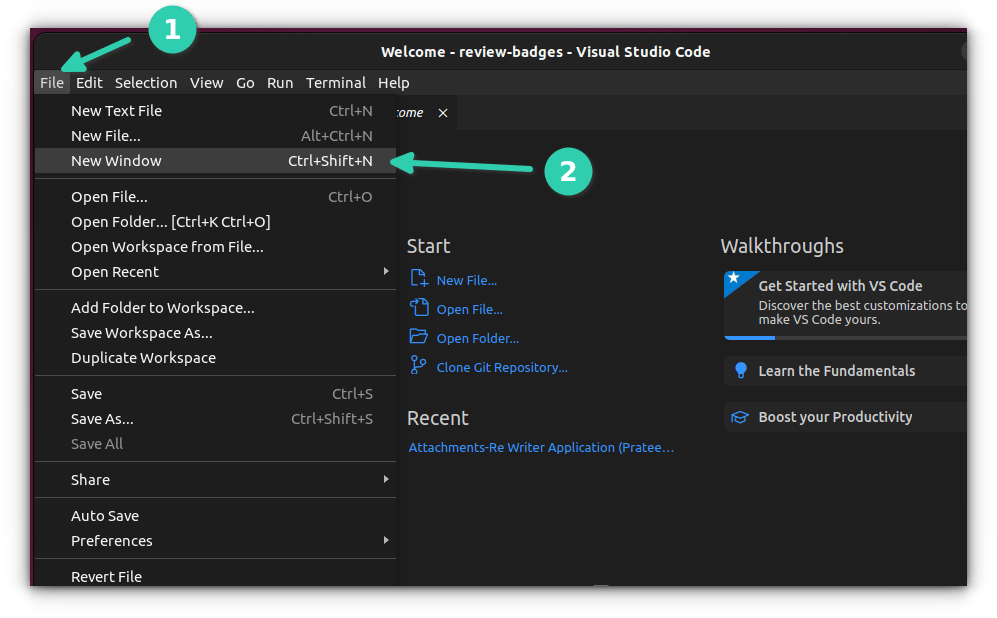 1
Welcome - review-badges - Visual Studio Code
File Edit Selection View Go Run Terminal Help
New Text File Ctrl+N
New File... Alt+Ctrl+N
New Window Ctrl+Shift+N
2
Open File... Ctrl+O
Open Folder... [Ctrl+K Ctrl+O]
Open Workspace from File...
Open Recent
Add Folder to Workspace...
Save Workspace As...
Duplicate Workspace
Save Ctrl+S
Save As... Ctrl+Shift+S
Save All
Share
Auto Save
Preferences
Revert File
ome
Start
New File...
Open File...
Open Folder...
Clone Git Repository...
Recent
Attachments-Re Writer Application (Pratee...
Walkthroughs
Get Started with VS Code
Discover the best customizations to
make VS Code yours.
Learn the Fundamentals
Boost your Productivity